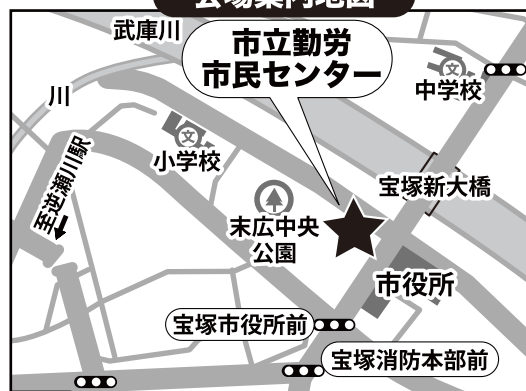 会場案内地図
武庫川
市立勤労
市民センター
中学校
川
小学校
至逆瀬川駅
宝塚新大橋
末広中央
公園
市役所
宝塚市役所前
宝塚消防本部前
文
文